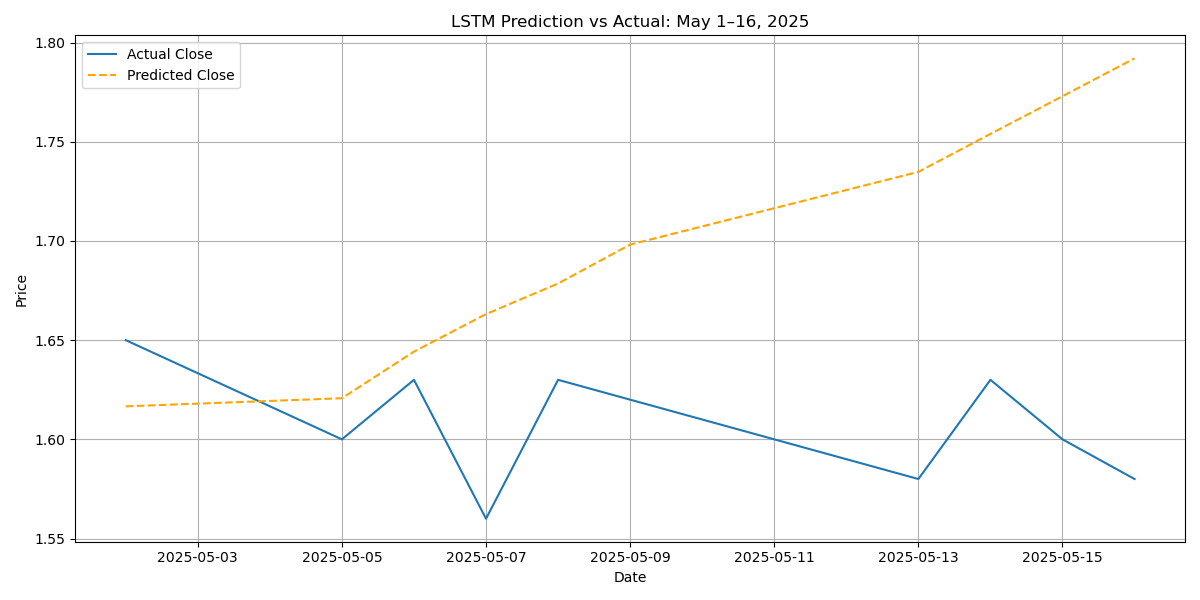 LSTM Prediction vs Actual: May 1–16, 2025
Actual Close
Predicted Close
Price
1.80
1.75
1.70
1.65
1.60
1.55
2025-05-03 2025-05-05 2025-05-07 2025-05-09 2025-05-11 2025-05-13 2025-05-15
Date